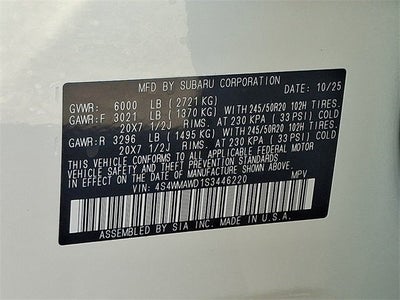 MFD BY SUBARU CORPORATION DATE: 10/25
GVWR: 6000 LB (2721 KG)
GAWR:F 3021 LB (1370 KG) WITH 245/50R20 102H TIRES.
20X7 1/2J RIMS. AT 230 KPA (33 PSI) COLD
GAWR:R 3296 LB (1495 KG) WITH 245/50R20 102H TIRES.
20X7 1/2J RIMS. AT 230 KPA (33 PSI) COLD
THIS VEHICLE CONFORMS TO ALL APPLICABLE FEDERAL MOTOR
VEHICLE SAFETY, BUMPER, AND THEFT PREVENTION STANDARDS
IN EFFECT ON THE DATE OF MANUFACTURE SHOWN ABOVE.
VIN: 4S4WMAWD1S3446220 MPV
ASSEMBLED BY SIA INC. MADE IN U.S.A.